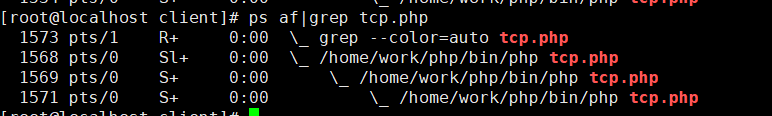 [root@localhost client]# ps af|grep tcp.php
1573 pts/1 R+ 0:00 \_ grep --color=auto tcp.php
1568 pts/0 Sl+ 0:00 \_ /home/work/php/bin/php tcp.php
1569 pts/0 S+ 0:00 \_ /home/work/php/bin/php tcp.php
1571 pts/0 S+ 0:00 \_ /home/work/php/bin/php tcp.php
[root@localhost client]#